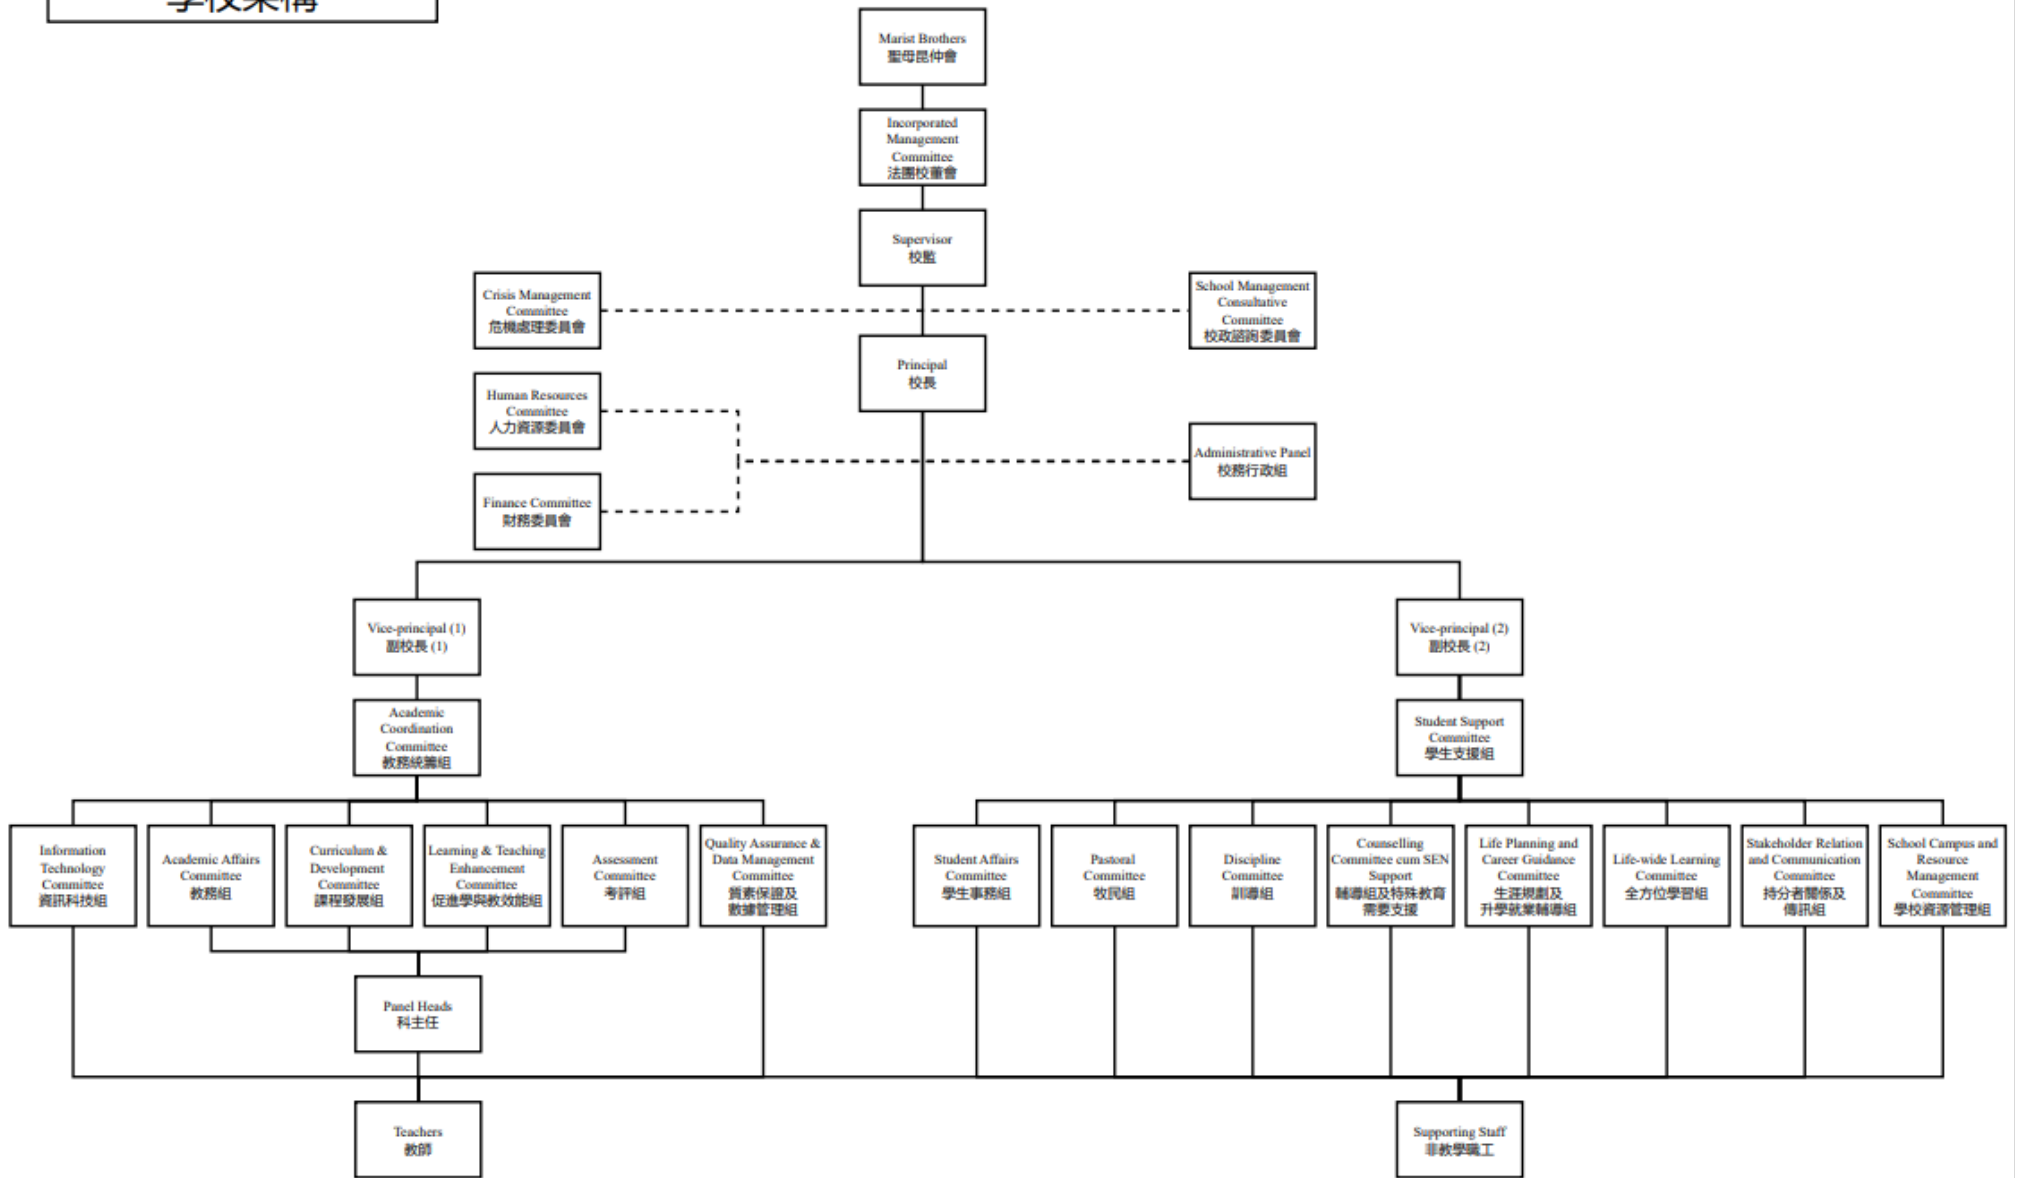 學校架構
Marist Brothers
聖母昆仲會
Incorporated
Management
Committee
法團校董會
Supervisor
校監
Crisis Management
Committee
危機處理委員會
School Management
Consultative
Committee
校政諮詢委員會
Principal
校長
Human Resources
Committee
人力資源委員會
Administrative Panel
校務行政組
Finance Committee
財務委員會
Vice-principal (1)
副校長 (1)
Vice-principal (2)
副校長 (2)
Academic
Coordination
Committee
教務統籌組
Student Support
Committee
學生支援組
Information
Technology
Committee
資訊科技組
Academic Affairs
Committee
教務組
Curriculum &
Development
Committee
課程發展組
Learning & Teaching
Enhancement
Committee
促進學與教效能組
Assessment
Committee
考評組
Quality Assurance &
Data Management
Committee
質素保證及
數據管理組
Student Affairs
Committee
學生事務組
Pastoral
Committee
牧民組
Discipline
Committee
訓導組
Counselling
Committee cum SEN
Support
輔導組及特殊教育
需要支援
Life Planning and
Career Guidance
Committee
生涯規劃及
升學就業輔導組
Life-wide Learning
Committee
全方位學習組
Stakeholder Relation
and Communication
Committee
持分者關係及
傳訊組
School Campus and
Resource
Management
Committee
學校資源管理組
Panel Heads
科主任
Teachers
教師
Supporting Staff
非教學職工